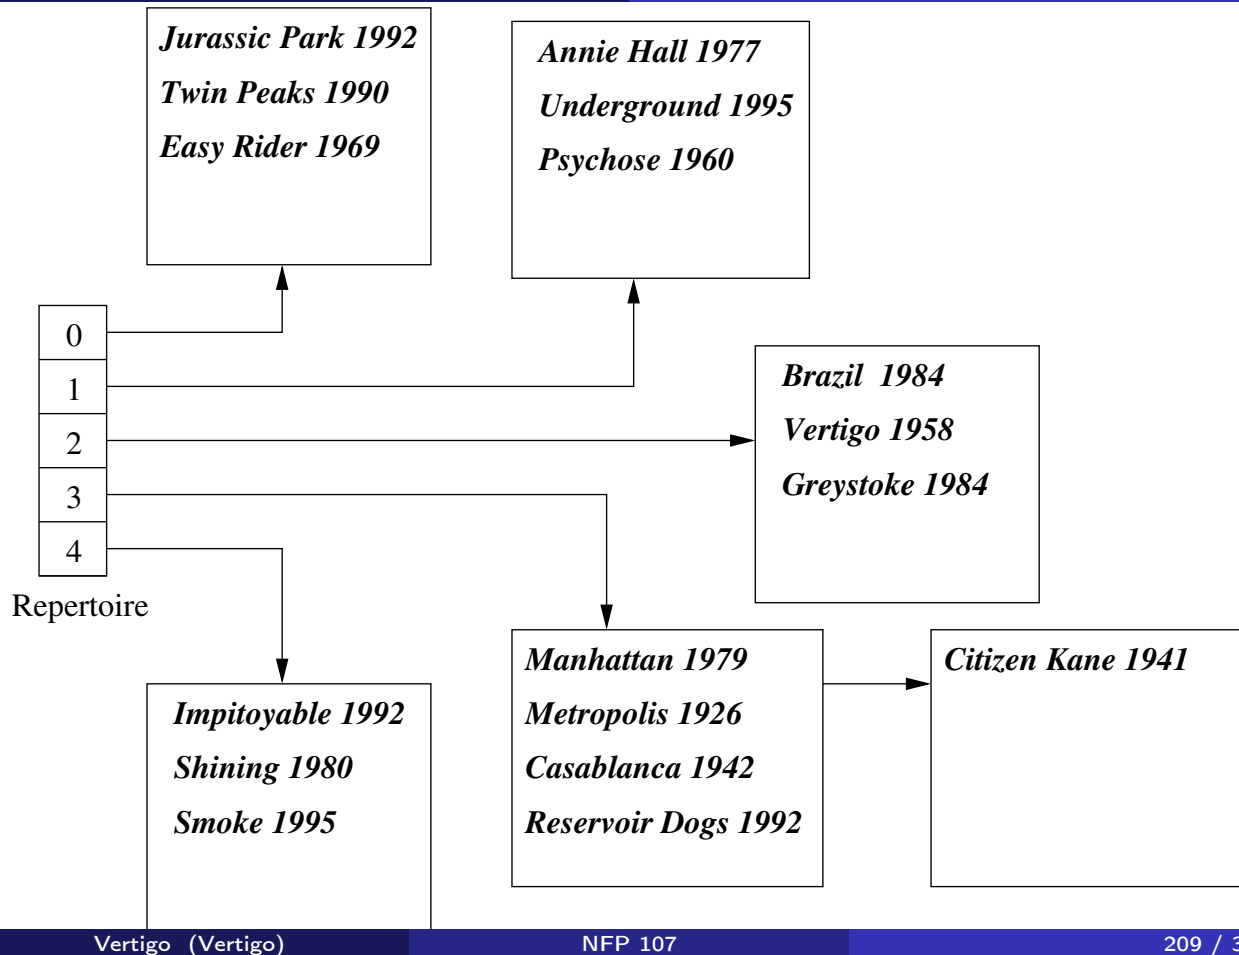 Jurassic Park 1992
Twin Peaks 1990
Easy Rider 1969
Annie Hall 1977
Underground 1995
Psychose 1960
0
1
2
3
4
Repertoire
Brazil 1984
Vertigo 1958
Greystoke 1984
Impitoyable 1992
Shining 1980
Smoke 1995
Manhattan 1979
Metropolis 1926
Casablanca 1942
Reservoir Dogs 1992
Citizen Kane 1941
Vertigo (Vertigo)
NFP 107
209 / 3